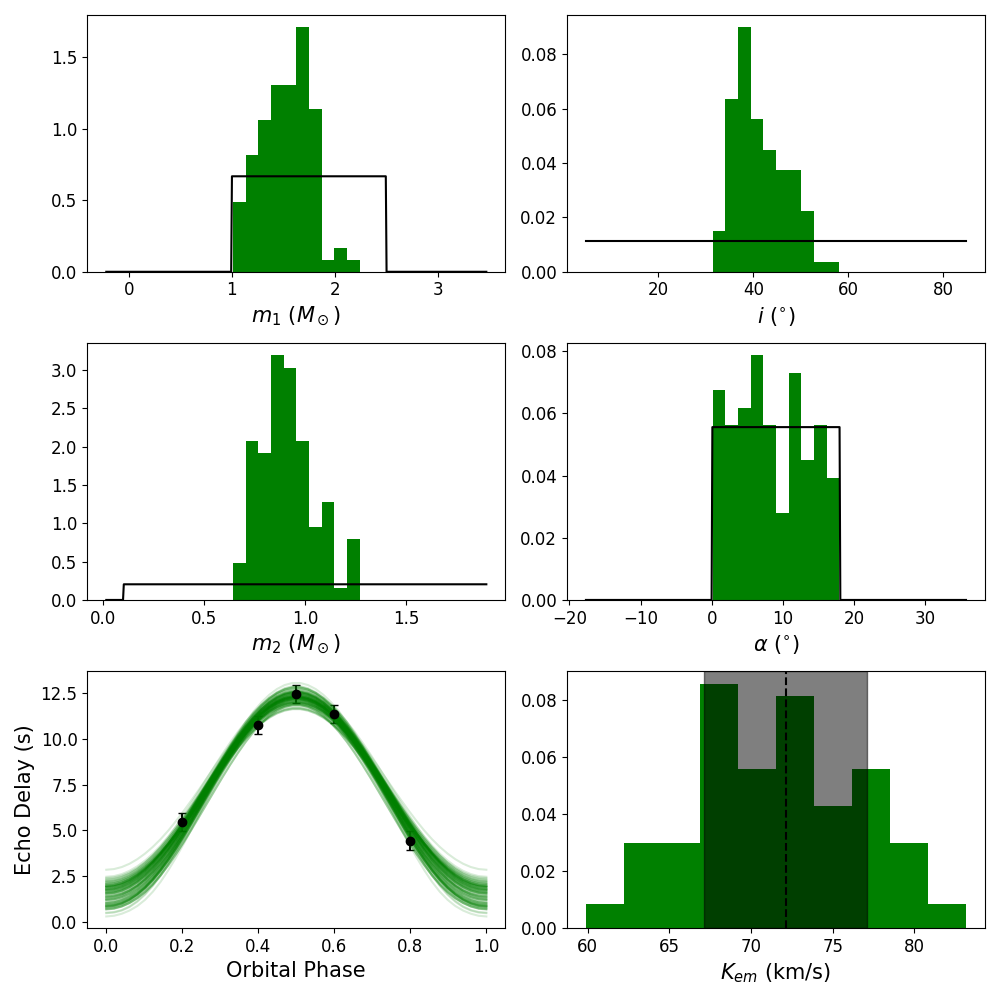 1.5
1.0
0.5
0.0
0 1 2 3
m₁ (M⊙)
0.08
0.06
0.04
0.02
0.00
20 40 60 80
i (°)
3.0
2.5
2.0
1.5
1.0
0.5
0.0
0.0 0.5 1.0 1.5
m₂ (M⊙)
0.08
0.06
0.04
0.02
0.00
−20 −10 0 10 20 30
α (°)
Echo Delay (s)
12.5
10.0
7.5
5.0
2.5
0.0
0.0 0.2 0.4 0.6 0.8 1.0
Orbital Phase
0.08
0.06
0.04
0.02
0.00
60 65 70 75 80
Kₑₘ (km/s)